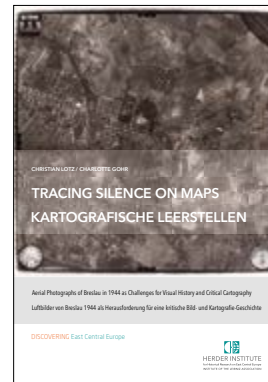 CHRISTIAN LOTZ / CHARLOTTE GOHR
TRACING SILENCE ON MAPS
KARTOGRAFISCHE LEERSTELLEN
Aerial Photographs of Breslau in 1944 as Challenges for Visual History and Critical Cartography
Luftbilder von Breslau 1944 als Herausforderung für eine kritische Bild- und Kartografie-Geschichte
DISCOVERING East Central Europe
HERDER INSTITUTE